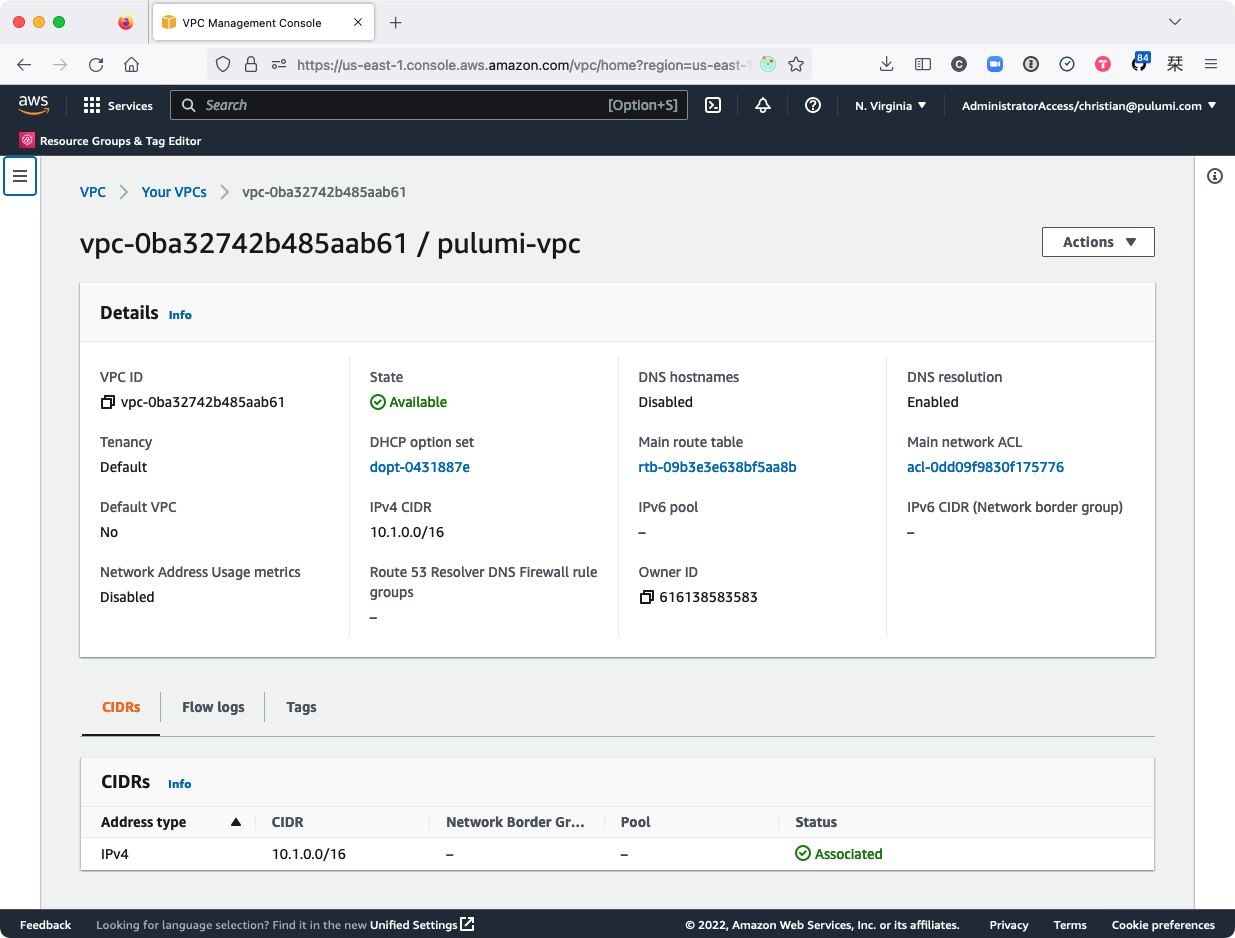 VPC Management Console
https://us-east-1.console.aws.amazon.com/vpc/home?region=us-east-1
84
aws
Services
Search
[Option+S]
N. Virginia
AdministratorAccess/christian@pulumi.com
Resource Groups & Tag Editor
VPC
Your VPCs
vpc-0ba32742b485aab61
vpc-0ba32742b485aab61 / pulumi-vpc
Actions
Details
Info
VPC ID
vpc-0ba32742b485aab61
State
Available
DNS hostnames
Disabled
DNS resolution
Enabled
Tenancy
Default
DHCP option set
dopt-0431887e
Main route table
rtb-09b3e3e638bf5aa8b
Main network ACL
acl-0dd09f9830f175776
Default VPC
No
IPv4 CIDR
10.1.0.0/16
IPv6 pool
–
IPv6 CIDR (Network border group)
–
Network Address Usage metrics
Disabled
Route 53 Resolver DNS Firewall rule
groups
–
Owner ID
616138583583
CIDRs
Flow logs
Tags
CIDRs
Info
Address type
CIDR
Network Border Gr...
Pool
Status
IPv4
10.1.0.0/16
–
–
Associated
Feedback
Looking for language selection? Find it in the new Unified Settings
© 2022, Amazon Web Services, Inc. or its affiliates.
Privacy
Terms
Cookie preferences